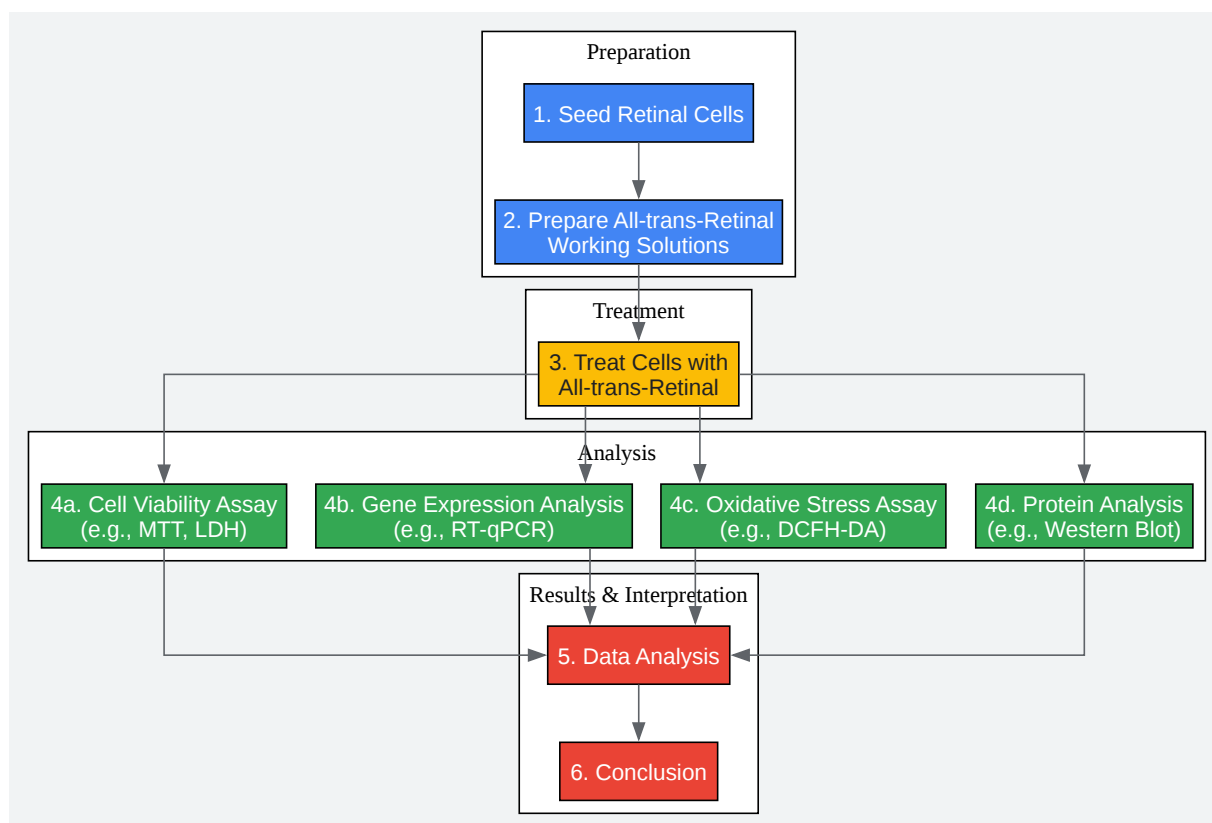 Preparation
1. Seed Retinal Cells
2. Prepare All-trans-Retinal
Working Solutions
Treatment
3. Treat Cells with
All-trans-Retinal
Analysis
4a. Cell Viability Assay
(e.g., MTT, LDH)
4b. Gene Expression Analysis
(e.g., RT-qPCR)
4c. Oxidative Stress Assay
(e.g., DCFH-DA)
4d. Protein Analysis
(e.g., Western Blot)
Results & Interpretation
5. Data Analysis
6. Conclusion